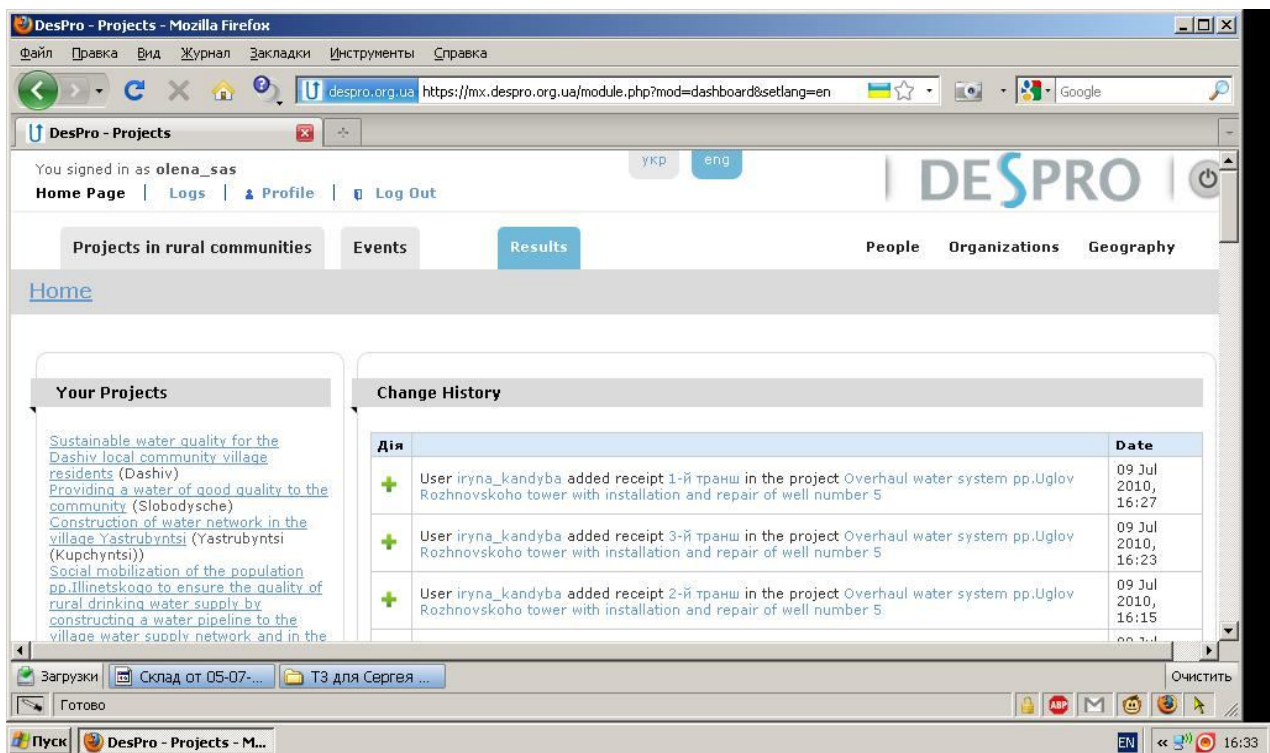 DesPro - Projects - Mozilla Firefox
Файл Правка Вид Журнал Закладки Инструменты Справка
despro.org.ua https://mx.despro.org.ua/module.php?mod=dashboard&setlang=en Google
DesPro - Projects
You signed in as olena_sas
укр eng
DESPRO
Home Page | Logs | Profile | Log Out
Projects in rural communities Events Results People Organizations Geography
Home
Your Projects
Sustainable water quality for the
Dashiv local community village
residents (Dashiv)
Providing a water of good quality to the
community (Slobodysche)
Construction of water network in the
village Yastrubyntsi (Yastrubyntsi
(Kupchyntsi))
Social mobilization of the population
pp.Illinetskogo to ensure the quality of
rural drinking water supply by
constructing a water pipeline to the
village water supply network and in the
Change History
Дія Date
User iryna_kandyba added receipt 1-й транш in the project Overhaul water system pp.Uglov
Rozhnovskoho tower with installation and repair of well number 5
09 Jul
2010,
16:27
User iryna_kandyba added receipt 3-й транш in the project Overhaul water system pp.Uglov
Rozhnovskoho tower with installation and repair of well number 5
09 Jul
2010,
16:23
User iryna_kandyba added receipt 2-й транш in the project Overhaul water system pp.Uglov
Rozhnovskoho tower with installation and repair of well number 5
09 Jul
2010,
16:15
Загрузки Склад от 05-07-... ТЗ для Сергея ... Очистить
Готово ABP
Пуск DesPro - Projects - M... EN 16:33